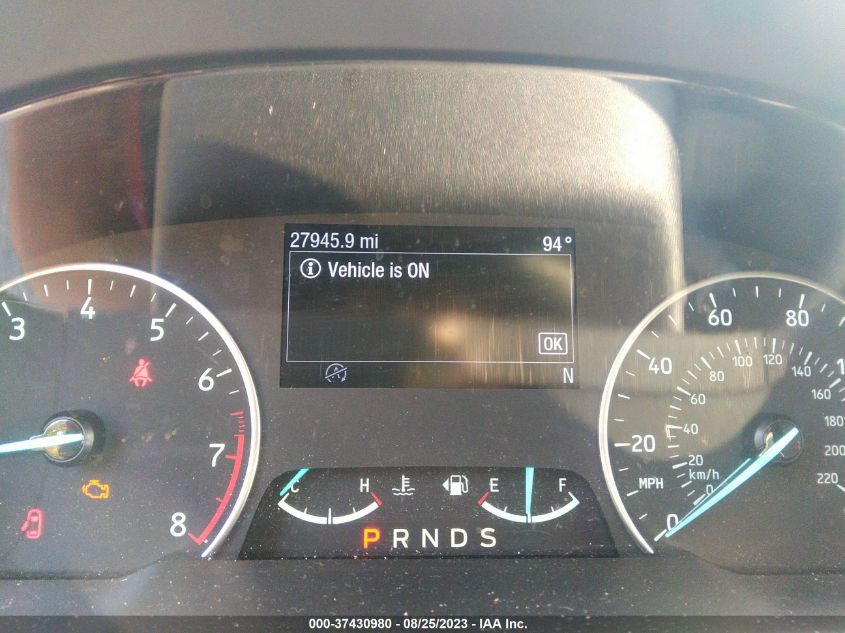 27945.9 mi 94°
i Vehicle is ON
OK
N
3 4 5 6 7 8
C H E F
P R N D S
0 20 40 60 80
MPH
km/h
0 20 40 60 80 100 120 140 160 180 200 220
000-37430980 - 08/25/2023 - IAA Inc.